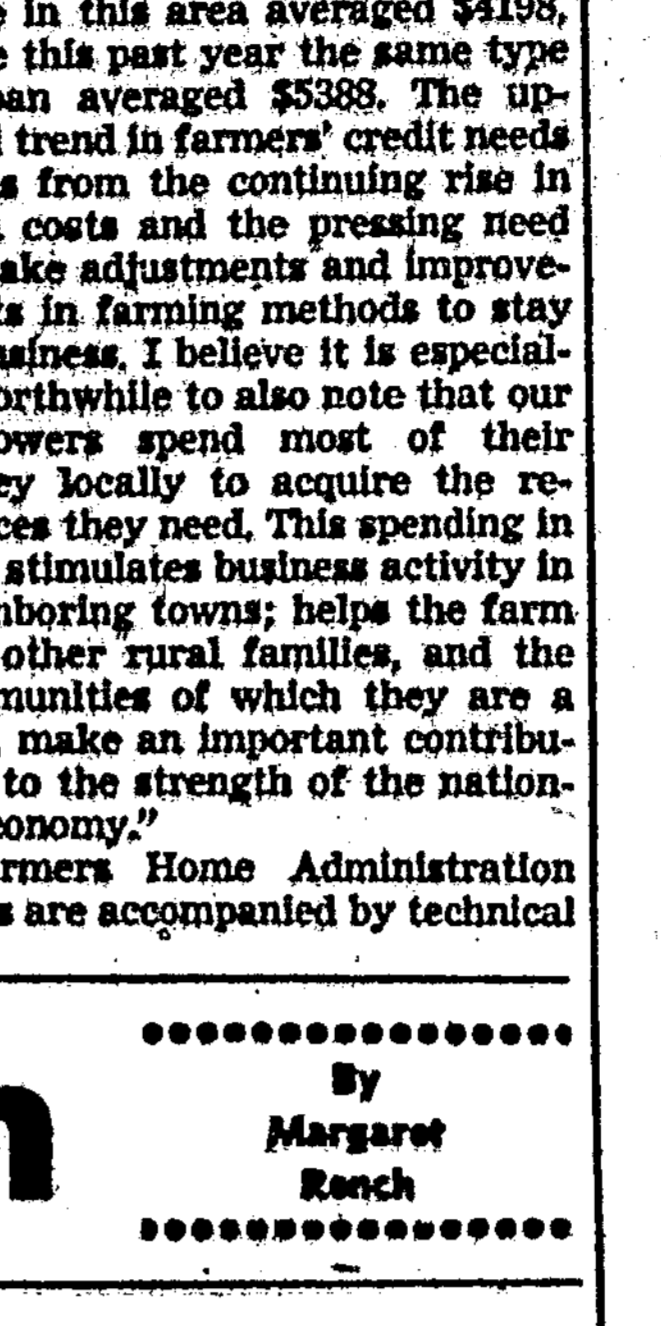 in this area averaged $4198,
this past year the same type
averaged $5388. The up-
trend in farmers' credit needs
s from the continuing rise in
costs and the pressing need
ake adjustments and improve-
ts in farming methods to stay
usiness. I believe it is especial-
orthwhile to also note that our
owers spend most of their
ey locally to acquire the re-
ces they need. This spending in
stimulates business activity in
hboring towns; helps the farm
other rural families, and the
munities of which they are a
make an important contribu-
to the strength of the nation-
conomy."
rmers Home Administration
s are accompanied by technical
By
Margaret